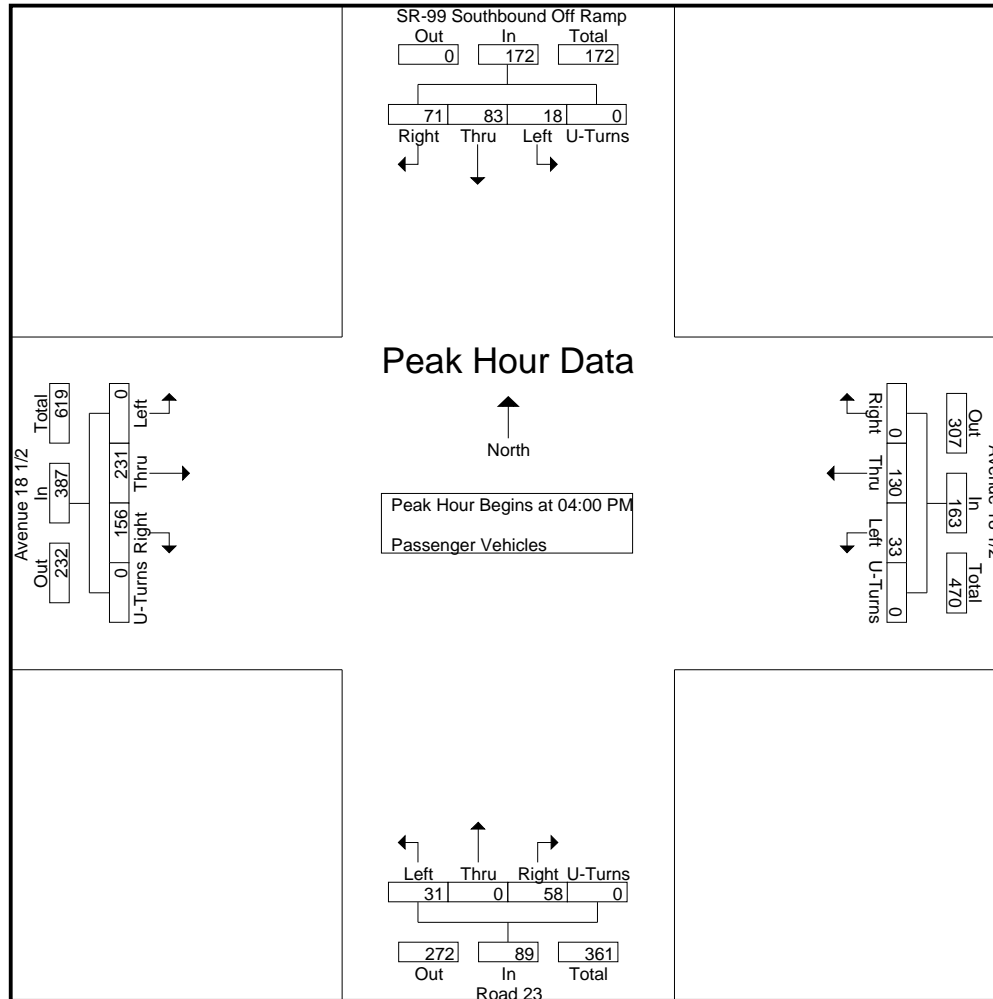 SR-99 Southbound Off Ramp
Out In Total
0 172 172
71 83 18 0
Right Thru Left U-Turns
Peak Hour Data
North
Peak Hour Begins at 04:00 PM
Passenger Vehicles
Avenue 18 1/2
Total In Out
619 387 232
0 231 156 0
Left Thru Right U-Turns
Out In Total
307 163 470
0 130 33 0
Right Thru Left U-Turns
Left Thru Right U-Turns
31 0 58 0
272 89 361
Out In Total
Road 23